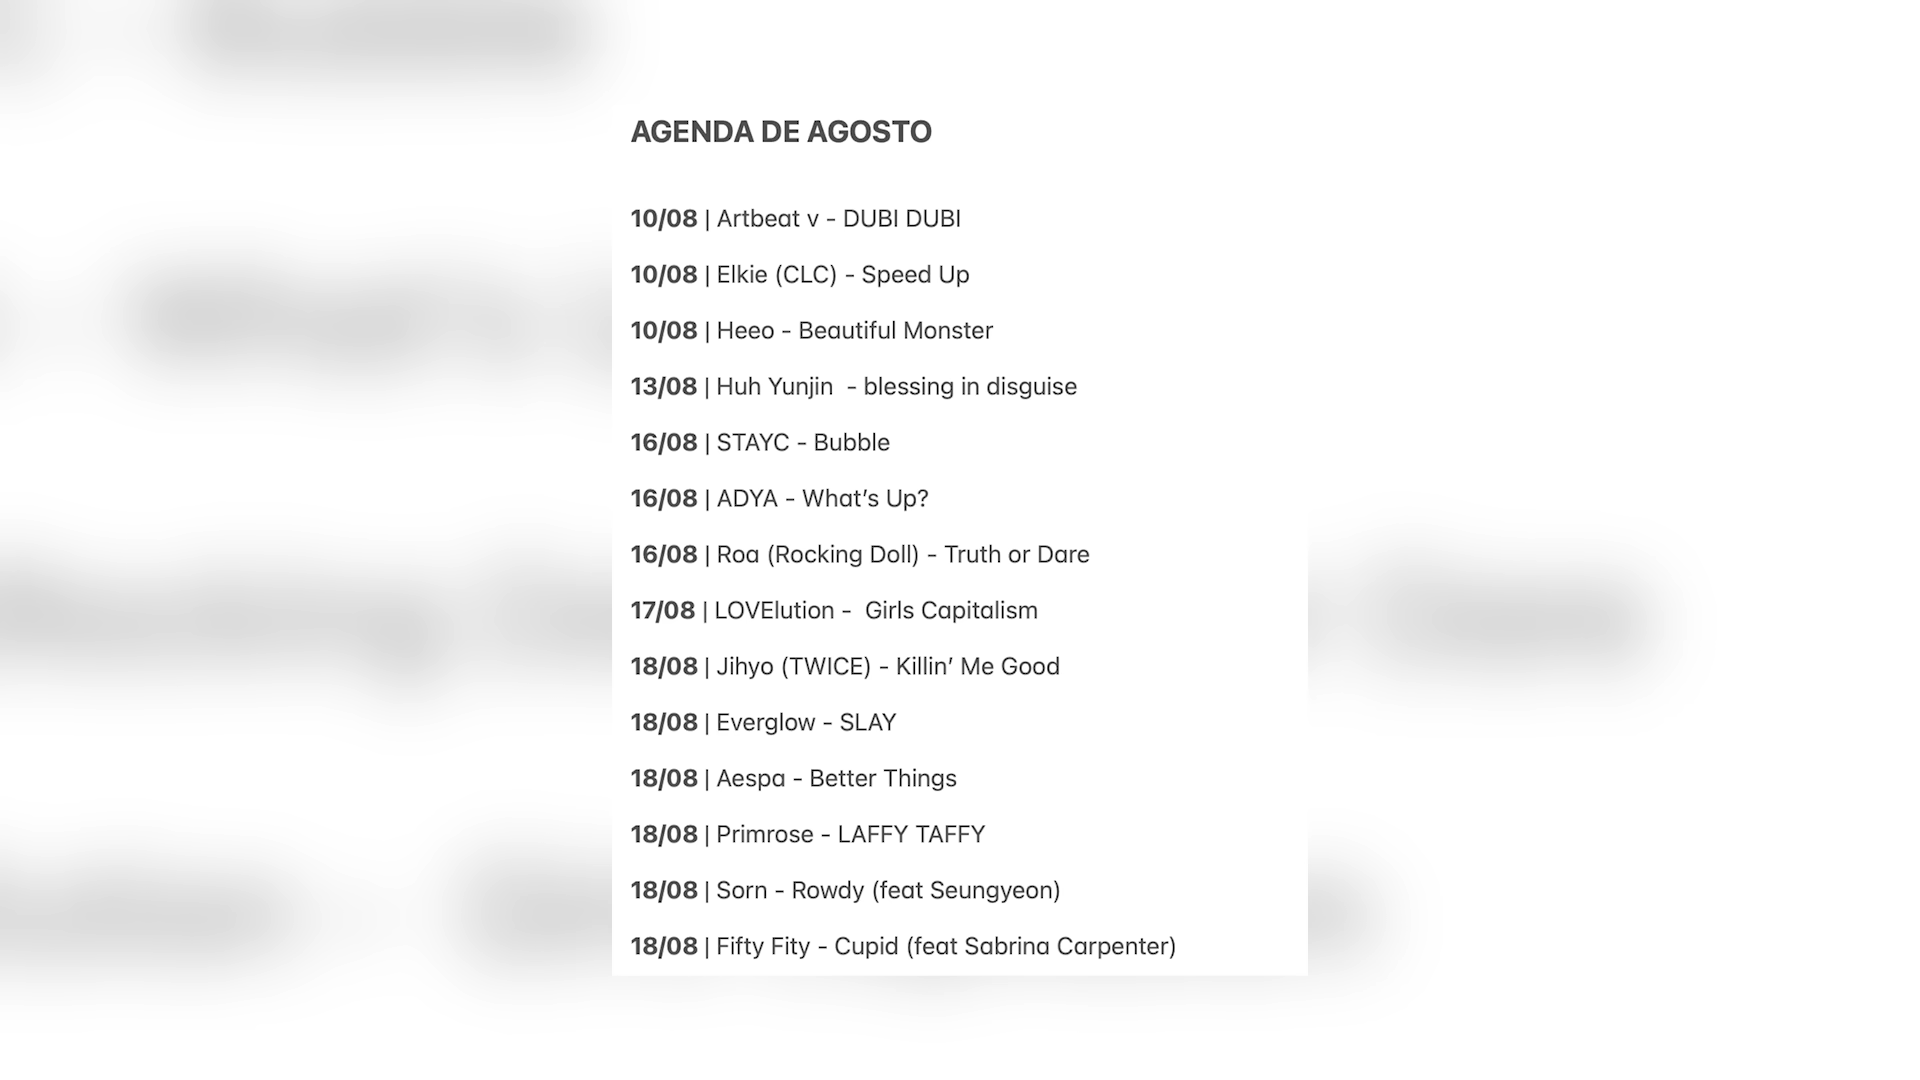 AGENDA DE AGOSTO
10/08 | Artbeat v - DUBI DUBI
10/08 | Elkie (CLC) - Speed Up
10/08 | Heeo - Beautiful Monster
13/08 | Huh Yunjin  - blessing in disguise
16/08 | STAYC - Bubble
16/08 | ADYA - What’s Up?
16/08 | Roa (Rocking Doll) - Truth or Dare
17/08 | LOVElution -  Girls Capitalism
18/08 | Jihyo (TWICE) - Killin’ Me Good
18/08 | Everglow - SLAY
18/08 | Aespa - Better Things
18/08 | Primrose - LAFFY TAFFY
18/08 | Sorn - Rowdy (feat Seungyeon)
18/08 | Fifty Fity - Cupid (feat Sabrina Carpenter)